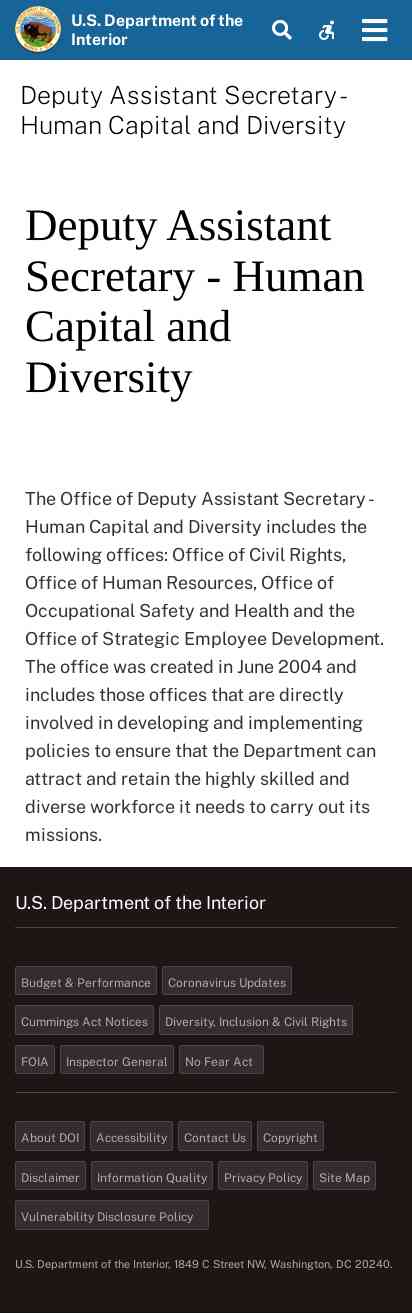 U.S. Department of the
Interior
Deputy Assistant Secretary -
Human Capital and Diversity
Deputy Assistant
Secretary - Human
Capital and
Diversity
The Office of Deputy Assistant Secretary -
Human Capital and Diversity includes the
following offices: Office of Civil Rights,
Office of Human Resources, Office of
Occupational Safety and Health and the
Office of Strategic Employee Development.
The office was created in June 2004 and
includes those offices that are directly
involved in developing and implementing
policies to ensure that the Department can
attract and retain the highly skilled and
diverse workforce it needs to carry out its
missions.
U.S. Department of the Interior
Budget & Performance Coronavirus Updates
Cummings Act Notices Diversity, Inclusion & Civil Rights
FOIA Inspector General No Fear Act
About DOI Accessibility Contact Us Copyright
Disclaimer Information Quality Privacy Policy Site Map
Vulnerability Disclosure Policy
U.S. Department of the Interior, 1849 C Street NW, Washington, DC 20240.